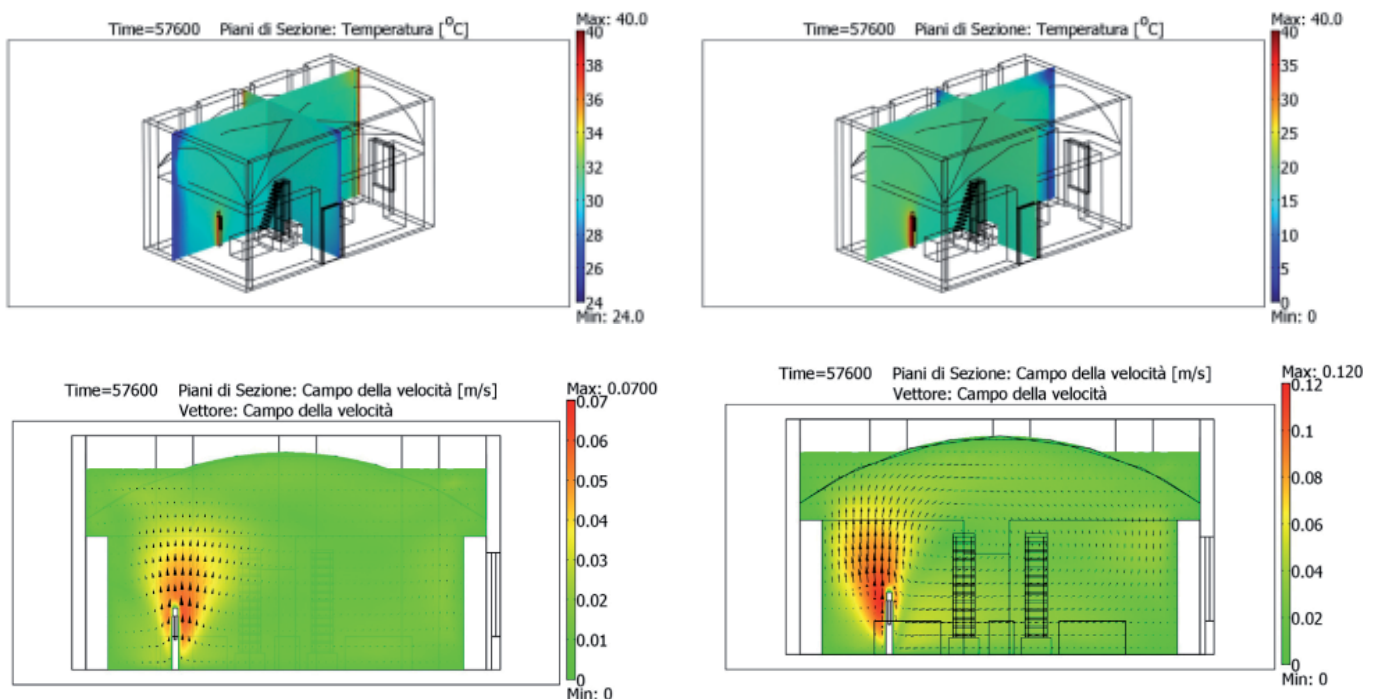 Time=57600 Piani di Sezione: Temperatura [°C]
Max: 40.0
40
38
36
34
32
30
28
26
24
Min: 24.0
Time=57600 Piani di Sezione: Temperatura [°C]
Max: 40.0
40
35
30
25
20
15
10
5
0
Min: 0
Time=57600 Piani di Sezione: Campo della velocità [m/s]
Vettore: Campo della velocità
Max: 0.0700
0.07
0.06
0.05
0.04
0.03
0.02
0.01
0
Min: 0
Time=57600 Piani di Sezione: Campo della velocità [m/s]
Vettore: Campo della velocità
Max: 0.120
0.12
0.1
0.08
0.06
0.04
0.02
0
Min: 0